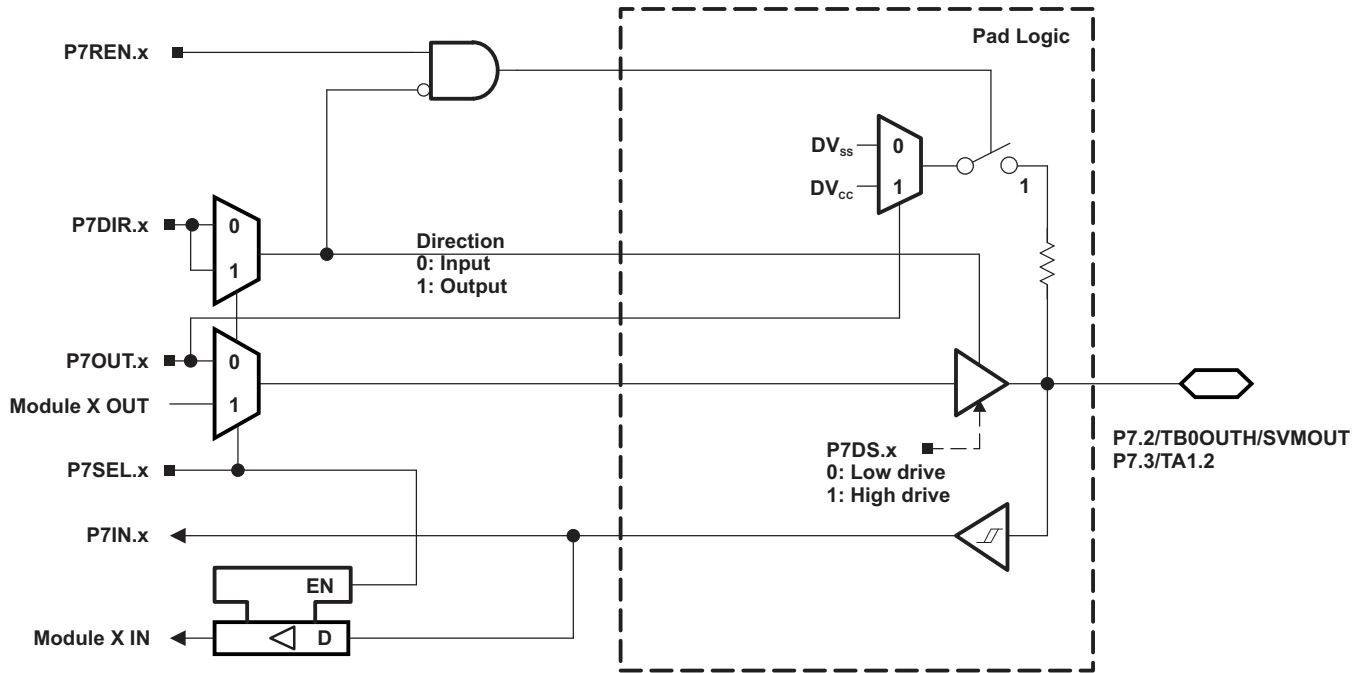 Pad Logic
P7REN.x
DVSS
0
DVCC
1
1
P7DIR.x
0
1
Direction
0: Input
1: Output
P7OUT.x
0
Module X OUT
1
P7SEL.x
P7DS.x
0: Low drive
1: High drive
P7.2/TB0OUTH/SVMOUT
P7.3/TA1.2
P7IN.x
EN
Module X IN
D